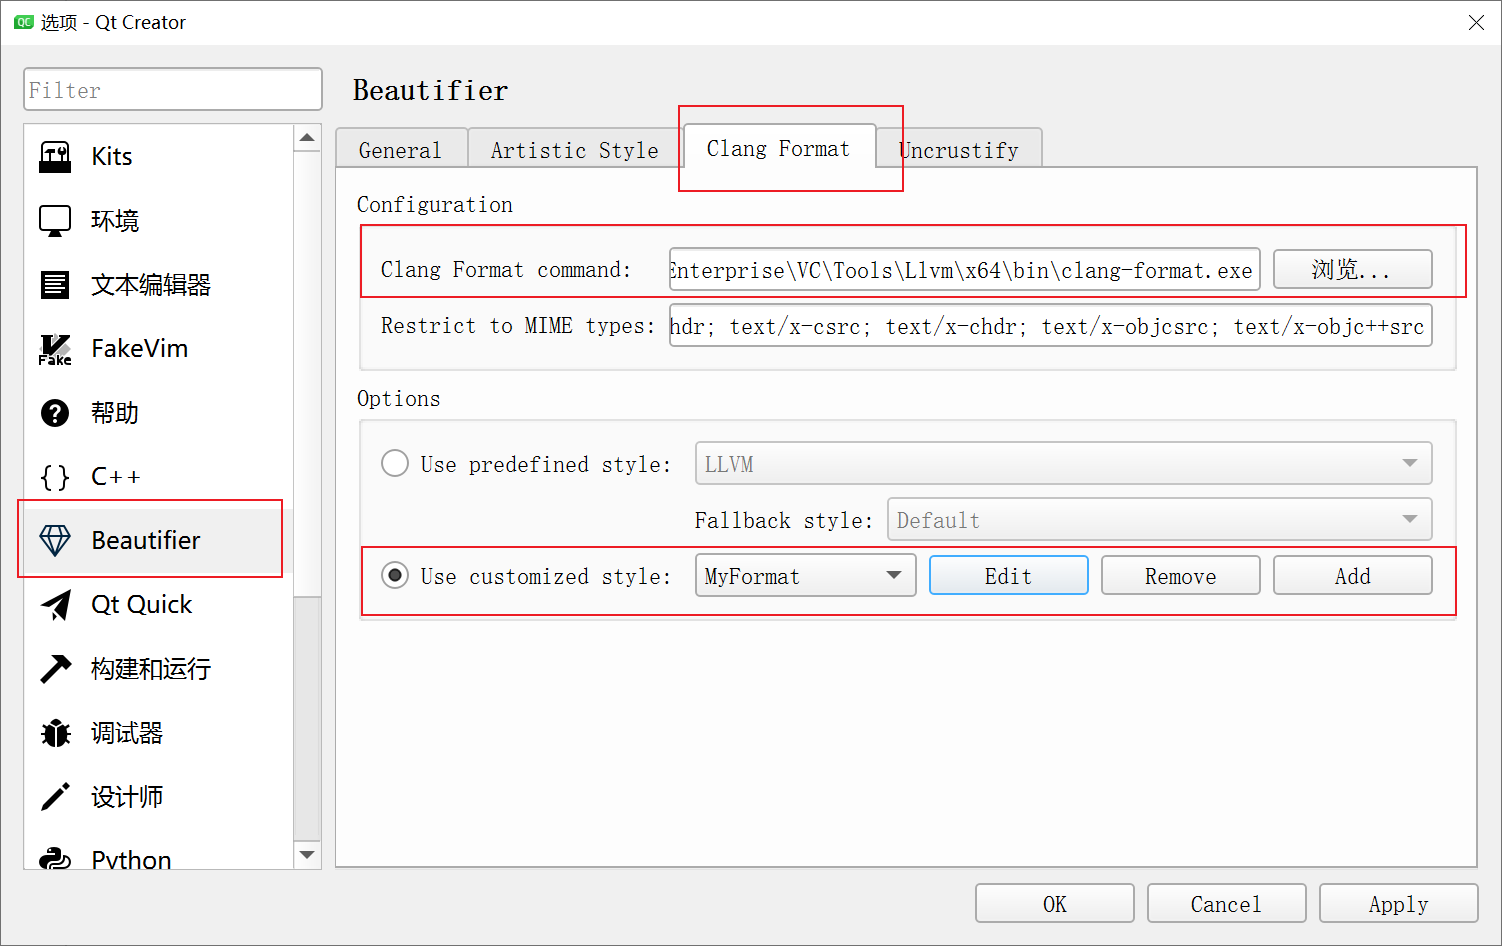 QC 选项 - Qt Creator
Filter
Kits
环境
文本编辑器
Fake FakeVim
帮助
C++
Beautifier
Qt Quick
构建和运行
调试器
设计师
Python
Beautifier
General Artistic Style Clang Format Uncrustify
Configuration
Clang Format command: Enterprise\VC\Tools\Llvm\x64\bin\clang-format.exe 浏览...
Restrict to MIME types: hdr; text/x-csrc; text/x-chdr; text/x-objcsrc; text/x-objc++src
Options
Use predefined style: LLVM
Fallback style: Default
Use customized style: MyFormat Edit Remove Add
OK Cancel Apply